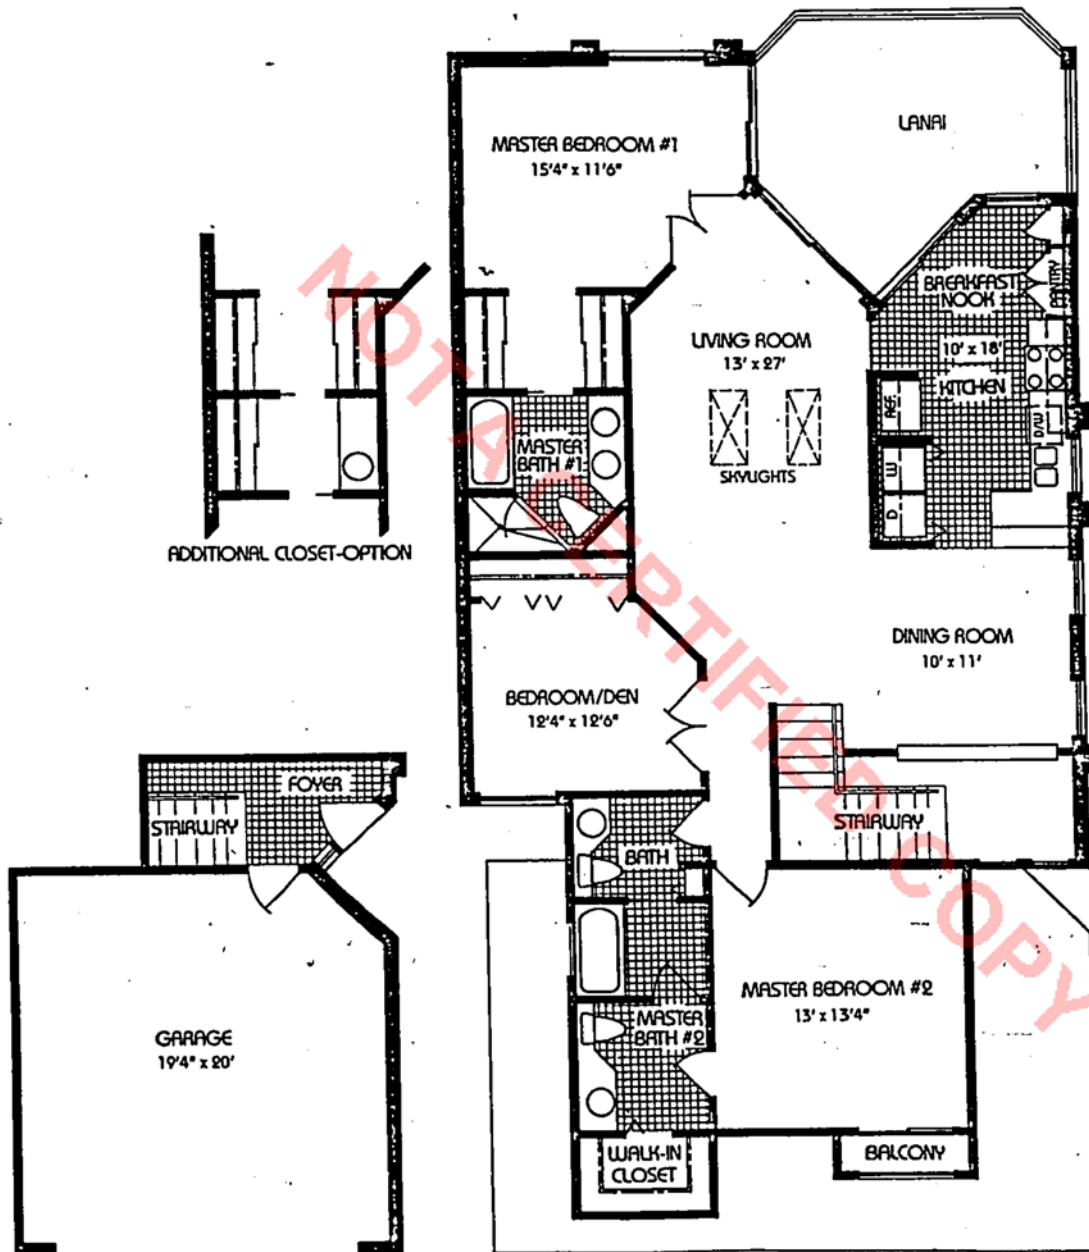 LANAI
MASTER BEDROOM #1
15'4" x 11'6"
BREAKFAST
NOOK
PANTRY
10' x 18'
KITCHEN
LIVING ROOM
13' x 27'
REF.
D/W
SKYLIGHTS
MASTER
BATH #1
W
D
ADDITIONAL CLOSET-OPTION
DINING ROOM
10' x 11'
BEDROOM/DEN
12'4" x 12'6"
FOYER
STAIRWAY
STAIRWAY
BATH
MASTER BEDROOM #2
13' x 13'4"
MASTER
BATH #2
GARAGE
19'4" x 20'
WALK-IN
CLOSET
BALCONY
NOT A CERTIFIED COPY